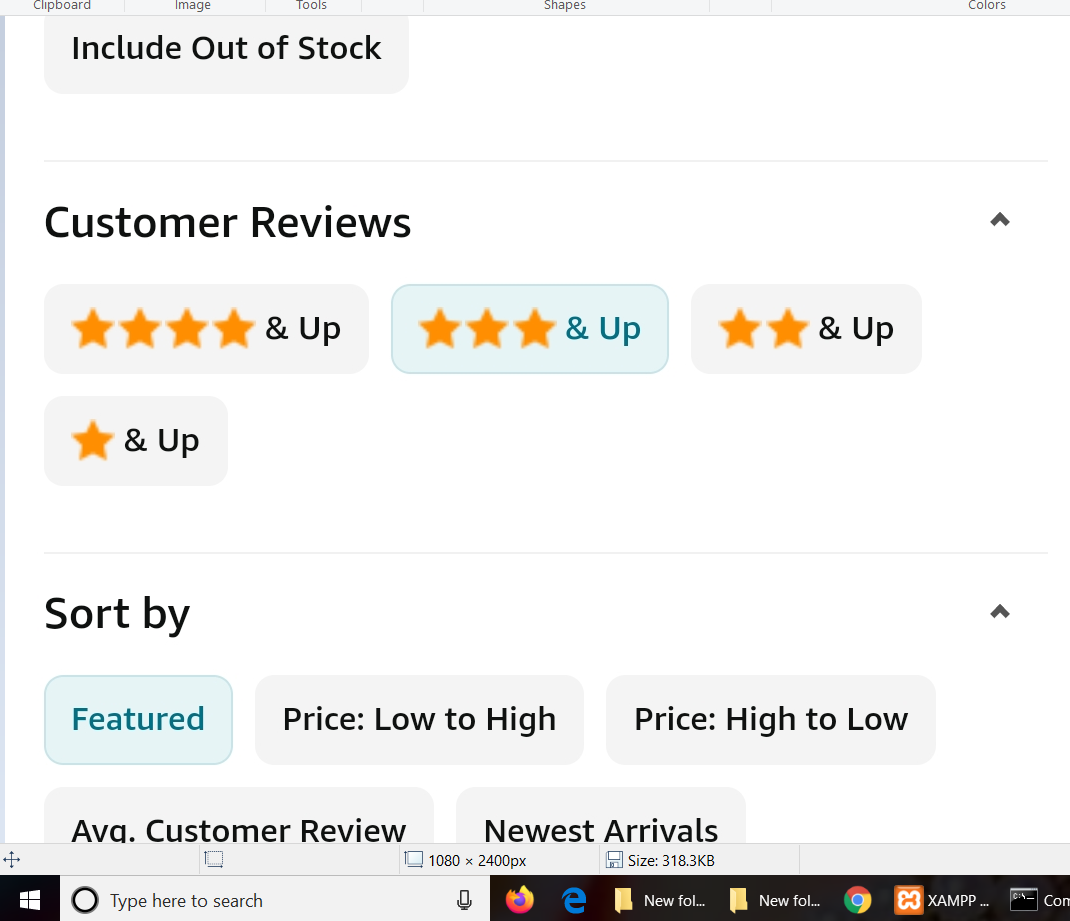 Clipboard Image Tools Shapes Colors
Include Out of Stock
Customer Reviews
& Up & Up & Up
& Up
Sort by
Featured Price: Low to High Price: High to Low
Avg. Customer Review Newest Arrivals
1080 × 2400px Size: 318.3KB
Type here to search New fol... New fol... XAMPP ... Com